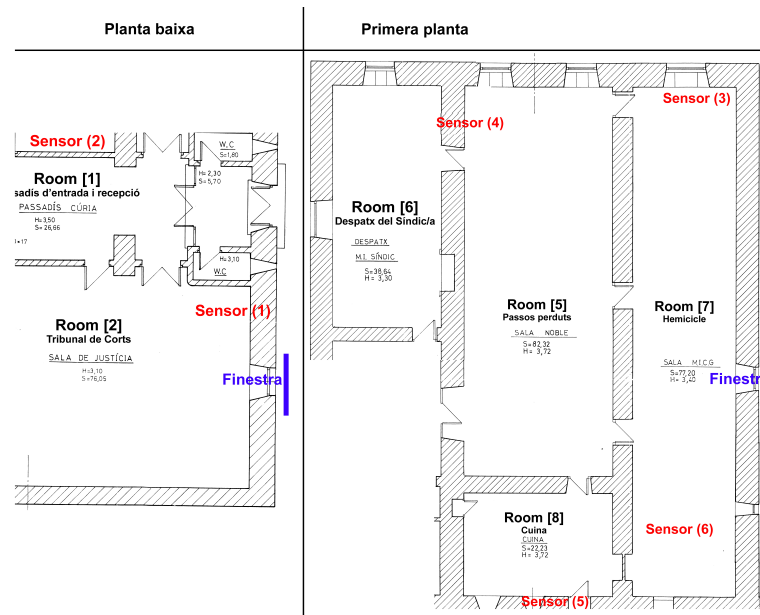 Planta baixa
Primera planta
Sensor (2)
W.C
S=1,80
H= 2,30
S=5,70
Room [1]
sadís d'entrada i recepció
PASSADÍS CÚRIA
H=3,50
S= 26,66
1=17
H=3,10
W.C
Sensor (1)
Room [2]
Tribunal de Corts
SALA DE JUSTÍCIA
H=3,10
S=76,05
Finestra
Sensor (3)
Sensor (4)
Room [6]
Despatx del Síndic/a
DESPATX
M.I. SÍNDIC
S=38,64
H= 3,30
Room [5]
Passos perduts
SALA NOBLE
S=82,32
H= 3,72
Room [7]
Hemicicle
SALA M.I.C.G
S=77,20
H= 3,40
Finestr
Room [8]
Cuina
CUINA
S=22,23
H= 3,72
Sensor (6)
Sensor (5)